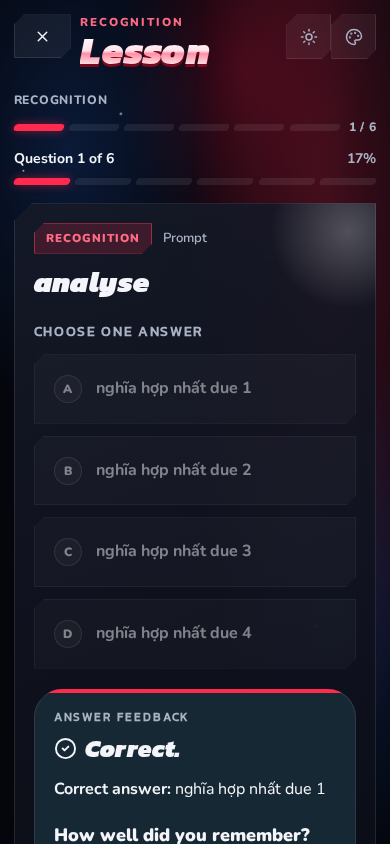 RECOGNITION
Lesson
RECOGNITION
1 / 6
Question 1 of 6
17%
RECOGNITION Prompt
analyse
CHOOSE ONE ANSWER
A nghĩa hợp nhất due 1
B nghĩa hợp nhất due 2
C nghĩa hợp nhất due 3
D nghĩa hợp nhất due 4
ANSWER FEEDBACK
Correct.
Correct answer: nghĩa hợp nhất due 1
How well did you remember?